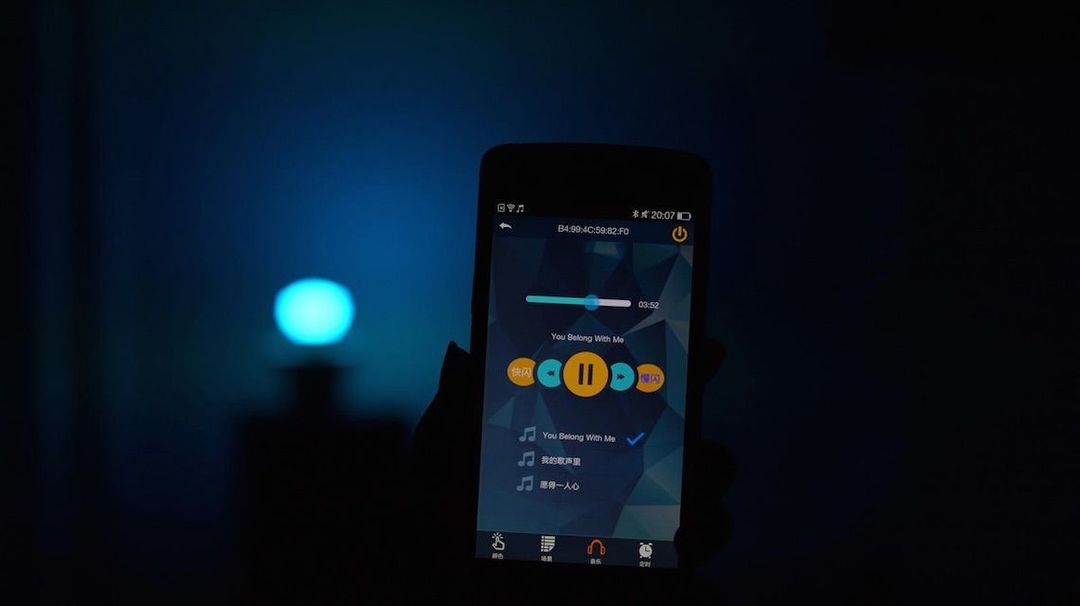 20:07
B4:99:4C:59:82:F0
03:52
You Belong With Me
快闪 慢闪
You Belong With Me
我的歌声里
愿得一人心
颜色 场景 音乐 定时